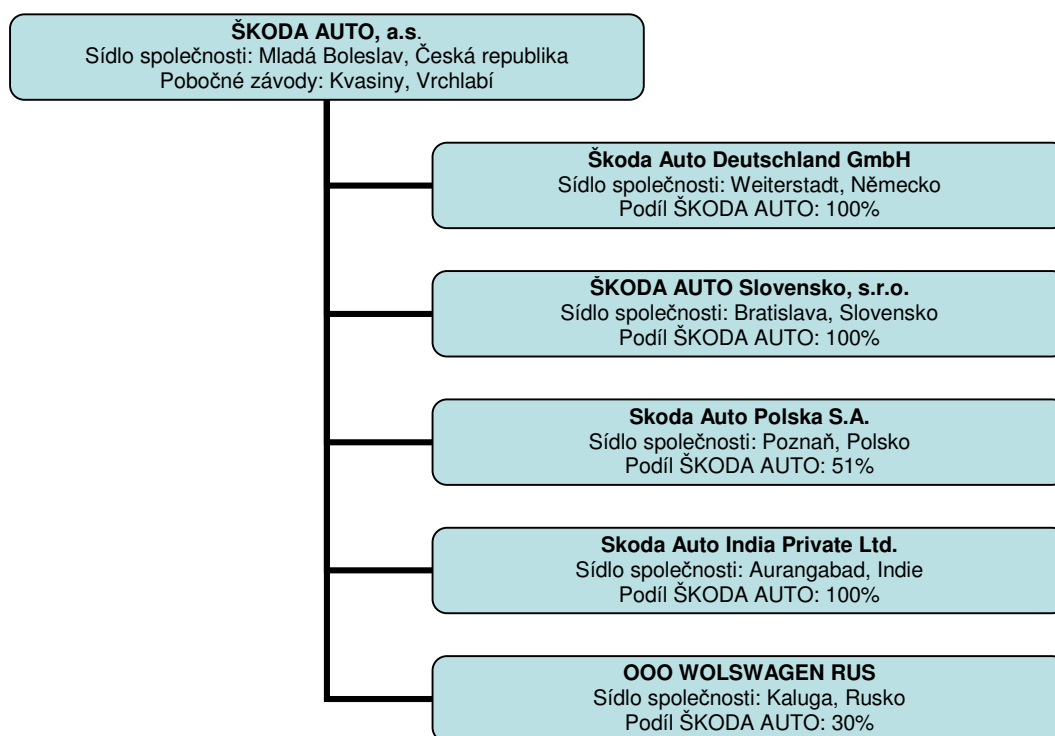 ŠKODA AUTO, a.s.
Sídlo společnosti: Mladá Boleslav, Česká republika
Pobočné závody: Kvasiny, Vrchlabí
Škoda Auto Deutschland GmbH
Sídlo společnosti: Weiterstadt, Německo
Podíl ŠKODA AUTO: 100%
ŠKODA AUTO Slovensko, s.r.o.
Sídlo společnosti: Bratislava, Slovensko
Podíl ŠKODA AUTO: 100%
Skoda Auto Polska S.A.
Sídlo společnosti: Poznaň, Polsko
Podíl ŠKODA AUTO: 51%
Skoda Auto India Private Ltd.
Sídlo společnosti: Aurangabad, Indie
Podíl ŠKODA AUTO: 100%
OOO WOLSWAGEN RUS
Sídlo společnosti: Kaluga, Rusko
Podíl ŠKODA AUTO: 30%